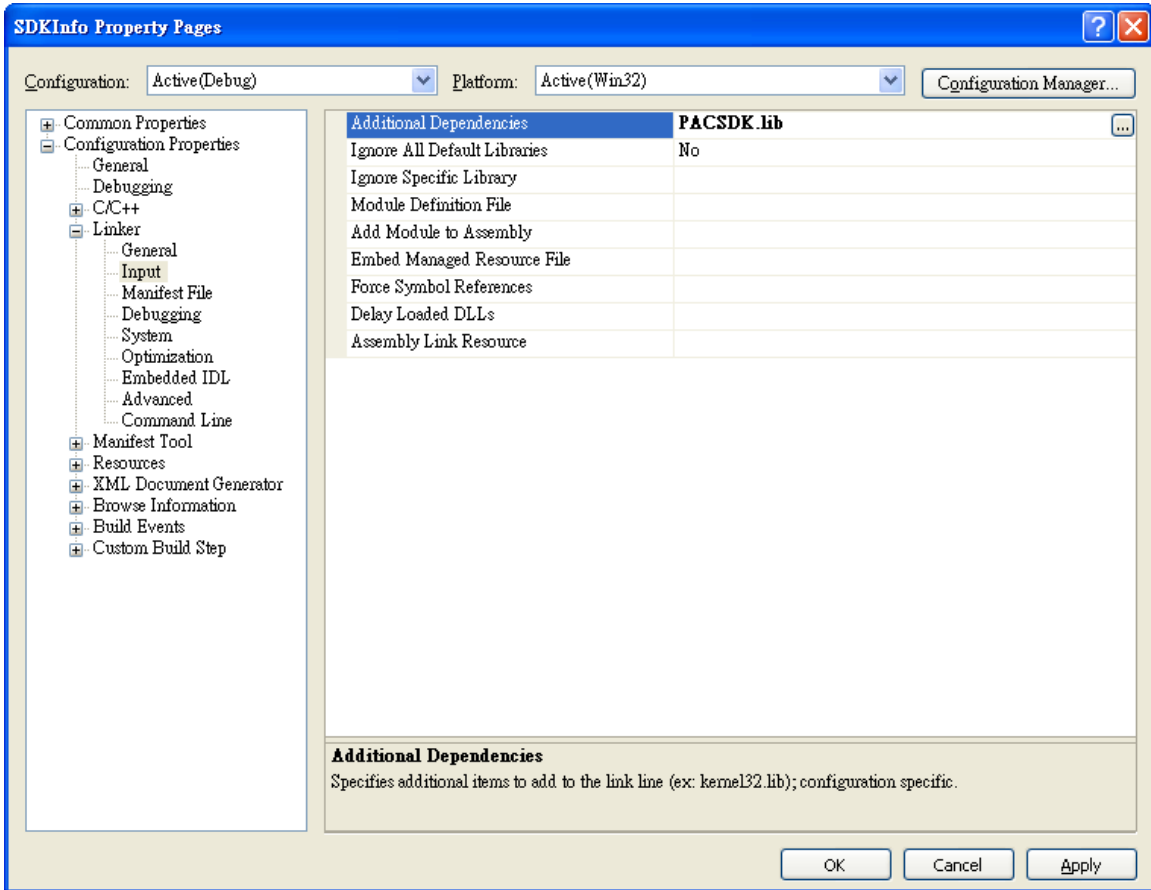 SDKInfo Property Pages
Configuration: Active(Debug) Platform: Active(Win32) Configuration Manager...
Common Properties
Configuration Properties
General
Debugging
C/C++
Linker
General
Input
Manifest File
Debugging
System
Optimization
Embedded IDL
Advanced
Command Line
Manifest Tool
Resources
XML Document Generator
Browse Information
Build Events
Custom Build Step
Additional Dependencies PACSDK.lib ...
Ignore All Default Libraries No
Ignore Specific Library
Module Definition File
Add Module to Assembly
Embed Managed Resource File
Force Symbol References
Delay Loaded DLLs
Assembly Link Resource
Additional Dependencies
Specifies additional items to add to the link line (ex: kernel32.lib); configuration specific.
OK Cancel Apply